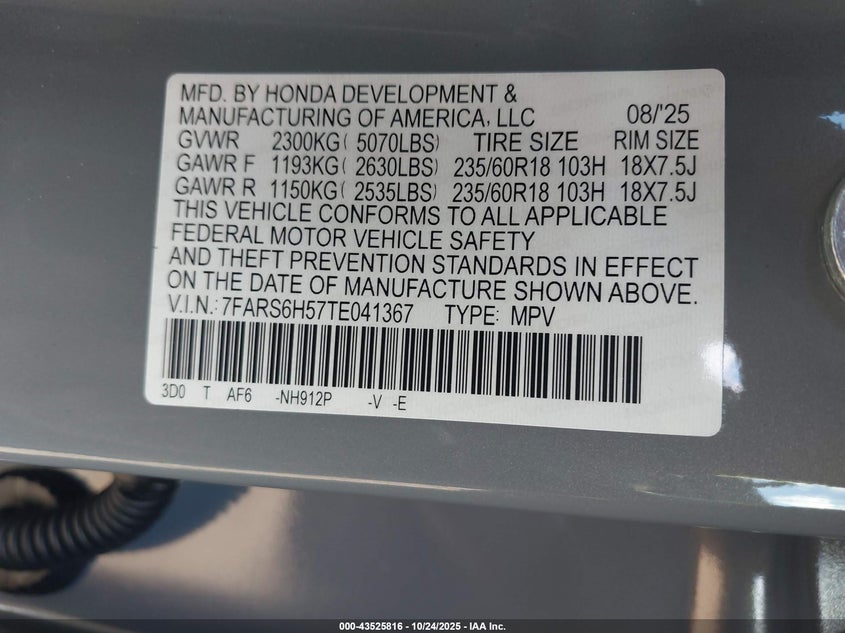 MFD. BY HONDA DEVELOPMENT &
MANUFACTURING OF AMERICA, LLC 08/'25
GVWR 2300KG( 5070LBS) TIRE SIZE RIM SIZE
GAWR F 1193KG( 2630LBS) 235/60R18 103H 18X7.5J
GAWR R 1150KG( 2535LBS) 235/60R18 103H 18X7.5J
THIS VEHICLE CONFORMS TO ALL APPLICABLE
FEDERAL MOTOR VEHICLE SAFETY
AND THEFT PREVENTION STANDARDS IN EFFECT
ON THE DATE OF MANUFACTURE SHOWN ABOVE.
V.I.N.: 7FARS6H57TE041367 TYPE: MPV
3D0 T AF6 -NH912P -V -E
000-43525816 - 10/24/2025 - IAA Inc.